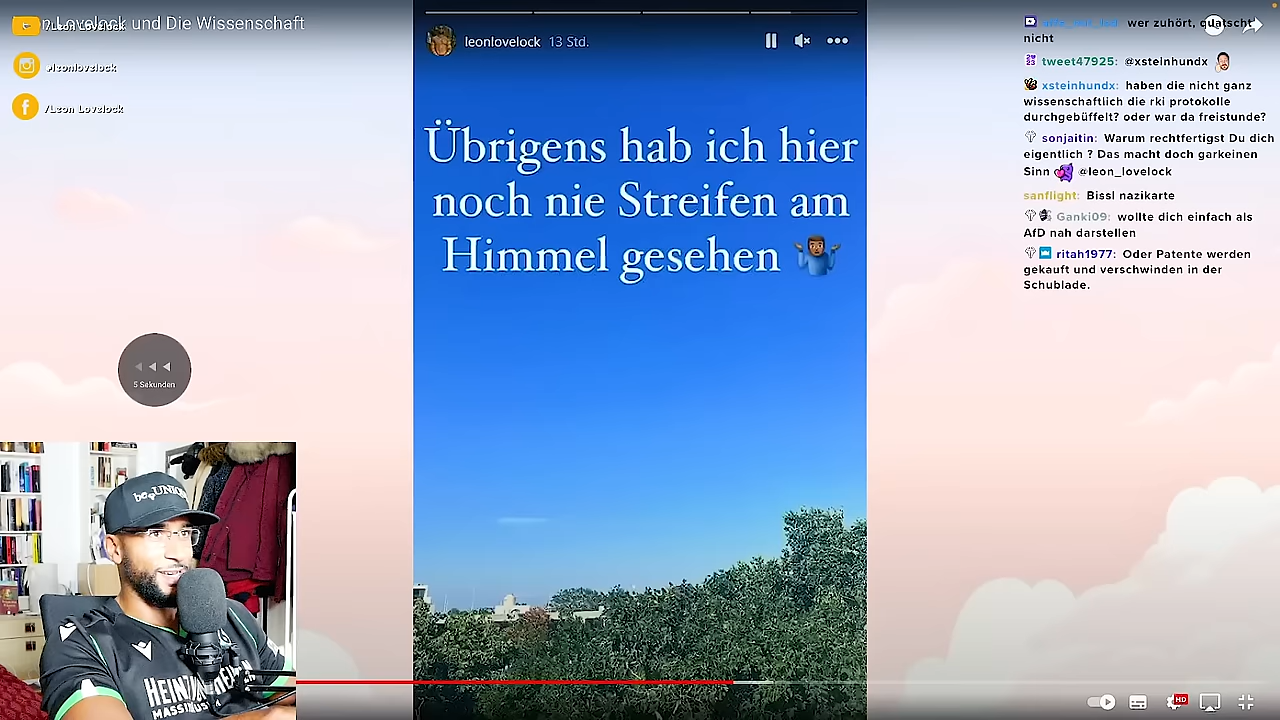 Lovelock und Die Wissenschaft
/Leon Lovelock
#leonlovelock
/Leon Lovelock
leonlovelock 13 Std.
Übrigens hab ich hier
noch nie Streifen am
Himmel gesehen
5 Sekunden
wer zuhört, quatscht
nicht
tweet47925: @xsteinhundx
xsteinhundx: haben die nicht ganz
wissenschaftlich die rki protokolle
durchgebüffelt? oder war da freistunde?
sonjaitin: Warum rechtfertigst Du dich
eigentlich ? Das macht doch garkeinen
Sinn @leon_lovelock
sanflight: Bissl nazikarte
Ganki09: wollte dich einfach als
AfD nah darstellen
ritah1977: Oder Patente werden
gekauft und verschwinden in der
Schublade.
HD